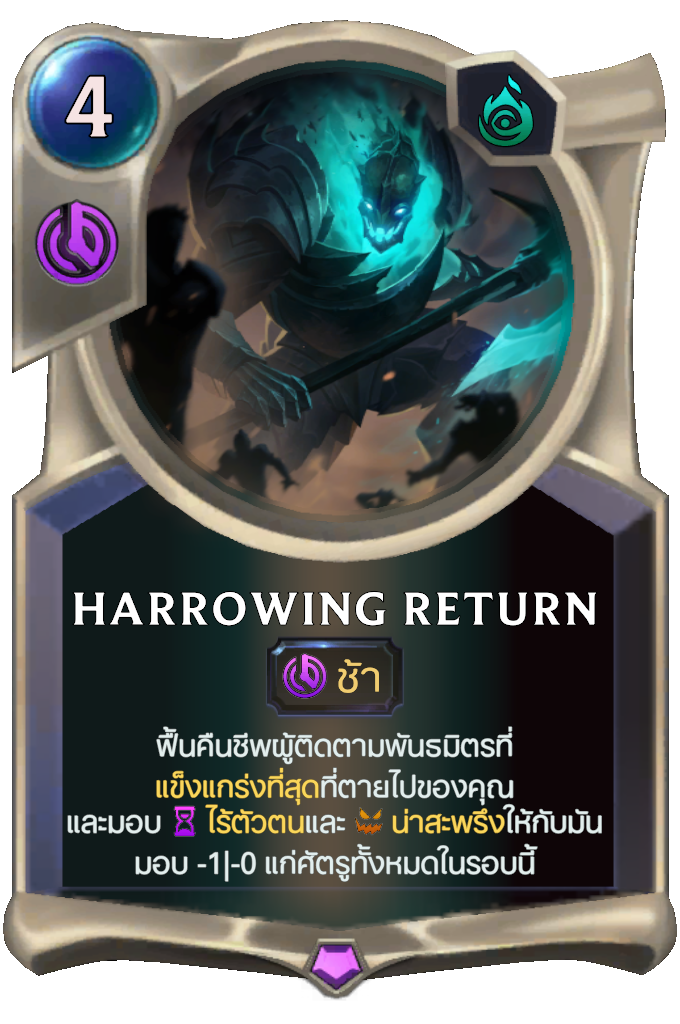 4
HARROWING RETURN
ช้า
ฟื้นคืนชีพผู้ติดตามพันธมิตรที่
แข็งแกร่งที่สุดที่ตายไปของคุณ
และมอบ ไร้ตัวตนและ น่าสะพรึงให้กับมัน
มอบ -1|-0 แก่ศัตรูทั้งหมดในรอบนี้